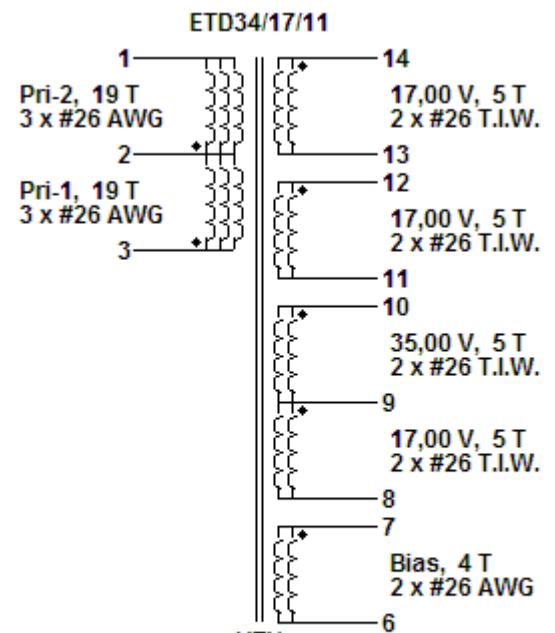 ETD34/17/11
1
Pri-2, 19 T
3 x #26 AWG
2
Pri-1, 19 T
3 x #26 AWG
3
14
17,00 V, 5 T
2 x #26 T.I.W.
13
12
17,00 V, 5 T
2 x #26 T.I.W.
11
10
35,00 V, 5 T
2 x #26 T.I.W.
9
17,00 V, 5 T
2 x #26 T.I.W.
8
7
Bias, 4 T
2 x #26 AWG
6